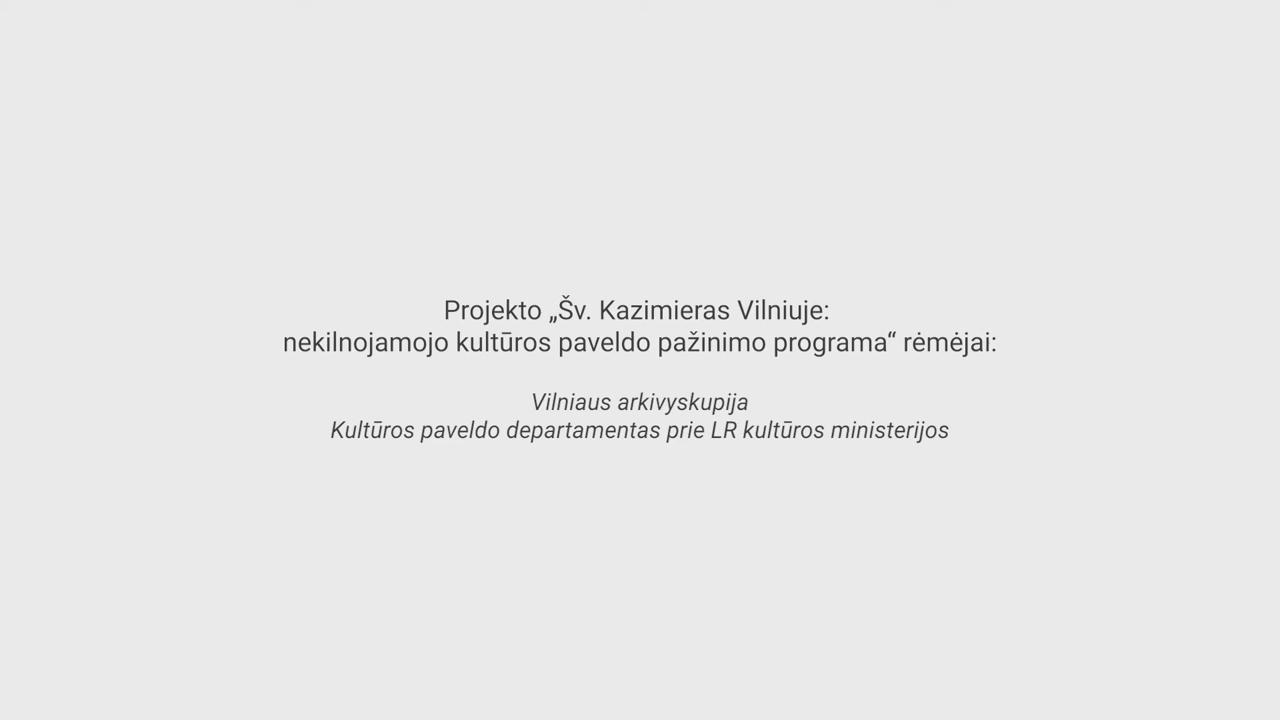 Projekto „Šv. Kazimieras Vilniuje:
nekilnojamojo kultūros paveldo pažinimo programa“ rėmėjai:
Vilniaus arkivyskupija
Kultūros paveldo departamentas prie LR kultūros ministerijos